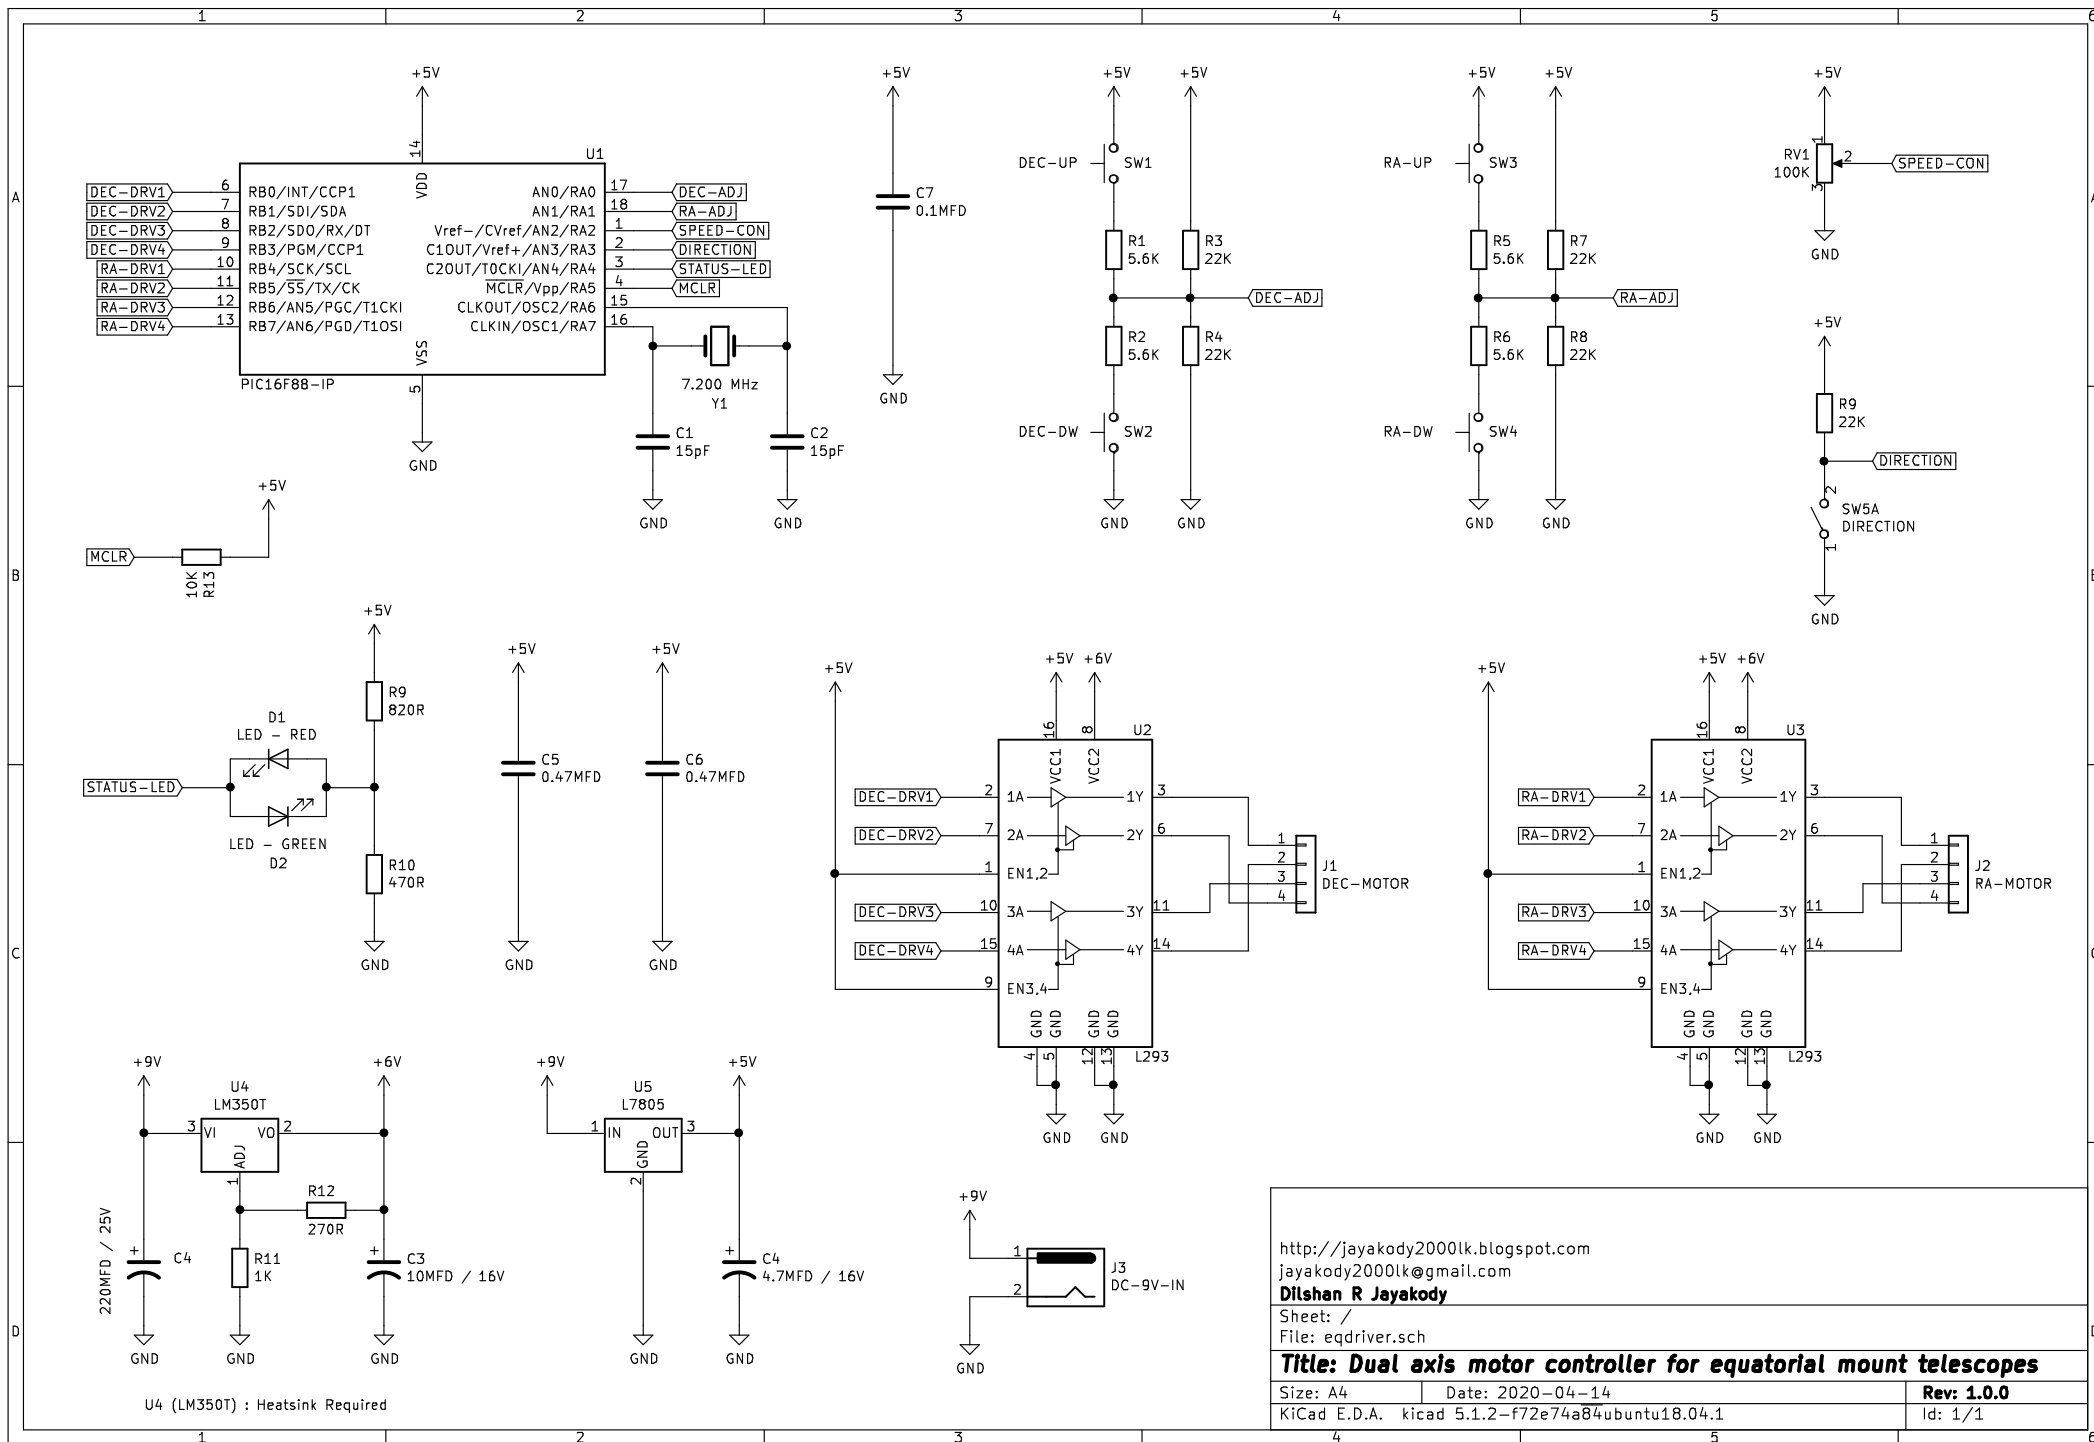 1 2 3 4 5 6
A
B
C
D
+5V
14
U1
VDD
DEC-DRV1 6 RB0/INT/CCP1 AN0/RA0 17 DEC-ADJ
DEC-DRV2 7 RB1/SDI/SDA AN1/RA1 18 RA-ADJ
DEC-DRV3 8 RB2/SDO/RX/DT Vref-/CVref/AN2/RA2 1 SPEED-CON
DEC-DRV4 9 RB3/PGM/CCP1 C1OUT/Vref+/AN3/RA3 2 DIRECTION
RA-DRV1 10 RB4/SCK/SCL C2OUT/T0CKI/AN4/RA4 3 STATUS-LED
RA-DRV2 11 RB5/SS/TX/CK MCLR/Vpp/RA5 4 MCLR
RA-DRV3 12 RB6/AN5/PGC/T1CKI CLKOUT/OSC2/RA6 15
RA-DRV4 13 RB7/AN6/PGD/T1OSI CLKIN/OSC1/RA7 16
VSS
PIC16F88-IP
5
GND
7.200 MHz
Y1
C1
15pF
GND
C2
15pF
GND
+5V
C7
0.1MFD
GND
+5V +5V
DEC-UP SW1
R1
5.6K
R3
22K
DEC-ADJ
R2
5.6K
R4
22K
DEC-DW SW2
GND GND
+5V +5V
RA-UP SW3
R5
5.6K
R7
22K
RA-ADJ
R6
5.6K
R8
22K
RA-DW SW4
GND GND
+5V
1
RV1
100K
2 SPEED-CON
3
GND
+5V
R9
22K
DIRECTION
2
SW5A
DIRECTION
1
GND
+5V
MCLR
10K
R13
+5V
R9
820R
D1
LED - RED
STATUS-LED
LED - GREEN
D2
R10
470R
GND
+5V
C5
0.47MFD
GND
+5V
C6
0.47MFD
GND
+5V
+5V +6V
16 8
U2
VCC1 VCC2
DEC-DRV1 2 1A 1Y 3
DEC-DRV2 7 2A 2Y 6
1 EN1,2
DEC-DRV3 10 3A 3Y 11
DEC-DRV4 15 4A 4Y 14
9 EN3,4
GND GND GND GND
4 5 12 13
L293
GND GND
1
2
3
4
J1
DEC-MOTOR
+5V
+5V +6V
16 8
U3
VCC1 VCC2
RA-DRV1 2 1A 1Y 3
RA-DRV2 7 2A 2Y 6
1 EN1,2
RA-DRV3 10 3A 3Y 11
RA-DRV4 15 4A 4Y 14
9 EN3,4
GND GND GND GND
4 5 12 13
L293
GND GND
1
2
3
4
J2
RA-MOTOR
+9V +6V
U4
LM350T
3 VI VO 2
ADJ
1
R12
270R
220MFD / 25V
+ C4
R11
1K
+ C3
10MFD / 16V
GND GND GND
U4 (LM350T) : Heatsink Required
+9V +5V
U5
L7805
1 IN OUT 3
GND
2
+ C4
4.7MFD / 16V
GND GND
+9V
1
2
J3
DC-9V-IN
GND
http://jayakody2000lk.blogspot.com
jayakody2000lk@gmail.com
Dilshan R Jayakody
Sheet: /
File: eqdriver.sch
Title: Dual axis motor controller for equatorial mount telescopes
Size: A4 Date: 2020-04-14 Rev: 1.0.0
KiCad E.D.A. kicad 5.1.2-f72e74a84ubuntu18.04.1 Id: 1/1
1 2 3 4 5 6